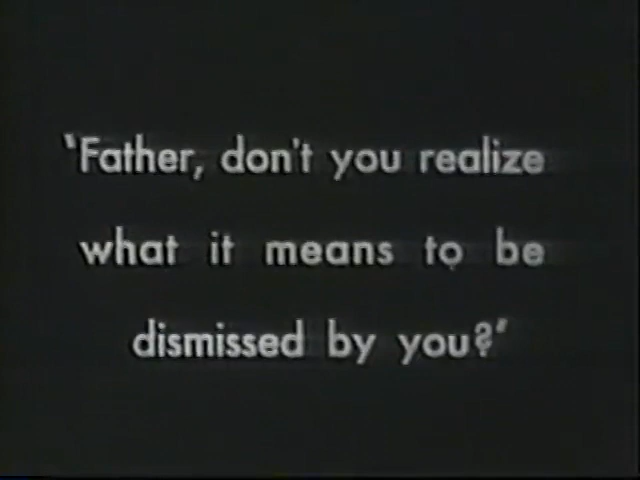 'Father, don't you realize
what it means to be
dismissed by you?'